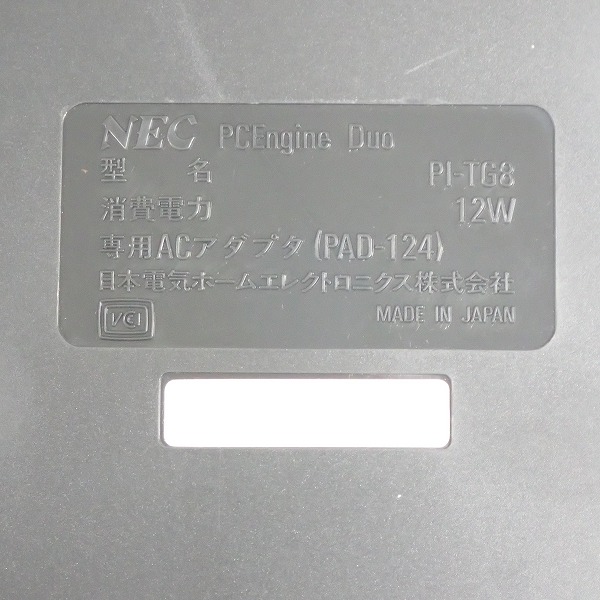 NEC PCEngine Duo
型 名 PI-TG8
消費電力 12W
専用ACアダプタ(PAD-124)
日本電気ホームエレクトロニクス株式会社
VCI
MADE IN JAPAN